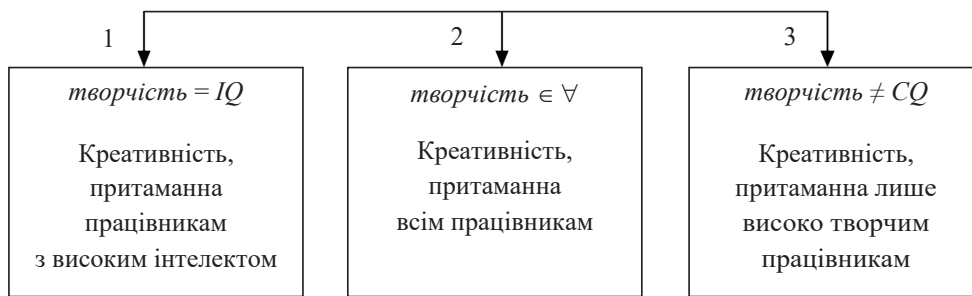 1
2
3
творчість = IQ
Креативність,
притаманна
працівникам
з високим інтелектом
творчість ∈ ∀
Креативність,
притаманна
всім працівникам
творчість ≠ CQ
Креативність,
притаманна лише
високо творчим
працівникам